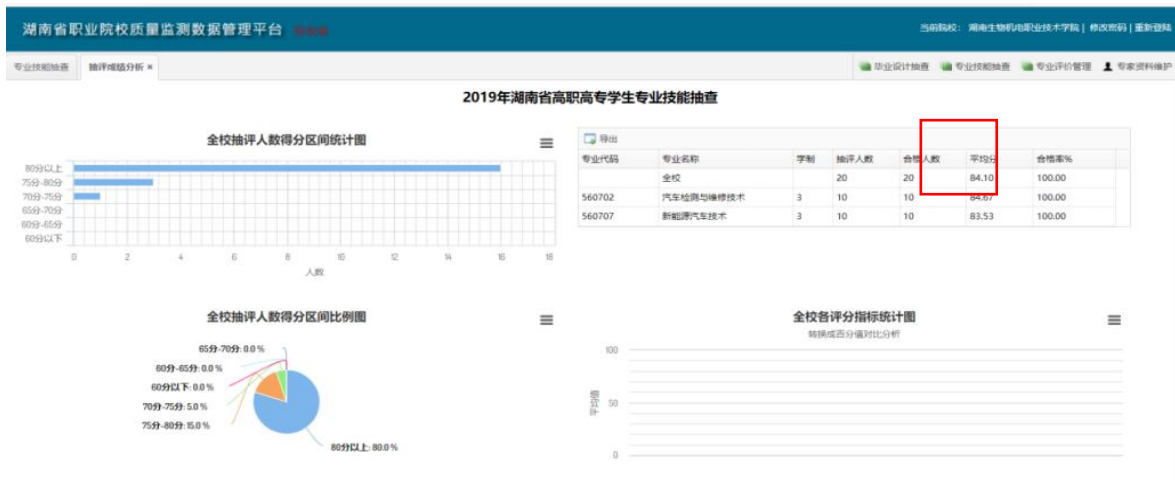 湖南省职业院校质量监测数据管理平台
当前院校： 湖南生物机电职业技术学院 | 修改密码 | 重新登陆
专业技能抽查 抽评成绩分析 ×
毕业设计抽查 专业技能抽查 专业评价管理 专家资料维护
2019年湖南省高职高专学生专业技能抽查
全校抽评人数得分区间统计图
80分以上
75分-80分
70分-75分
65分-70分
60分-65分
60分以下
0 2 4 6 8 10 12 14 16 18
人数
导出
专业代码 专业名称 学制 抽评人数 合格人数 平均分 合格率%
全校 20 20 84.10 100.00
560702 汽车检测与维修技术 3 10 10 84.67 100.00
560707 新能源汽车技术 3 10 10 83.53 100.00
全校抽评人数得分区间比例图
65分-70分: 0.0 %
60分-65分: 0.0 %
60分以下: 0.0 %
70分-75分: 5.0 %
75分-80分: 15.0 %
80分以上: 80.0 %
全校各评分指标统计图
转换成百分值对比分析
100
50
0
平均值